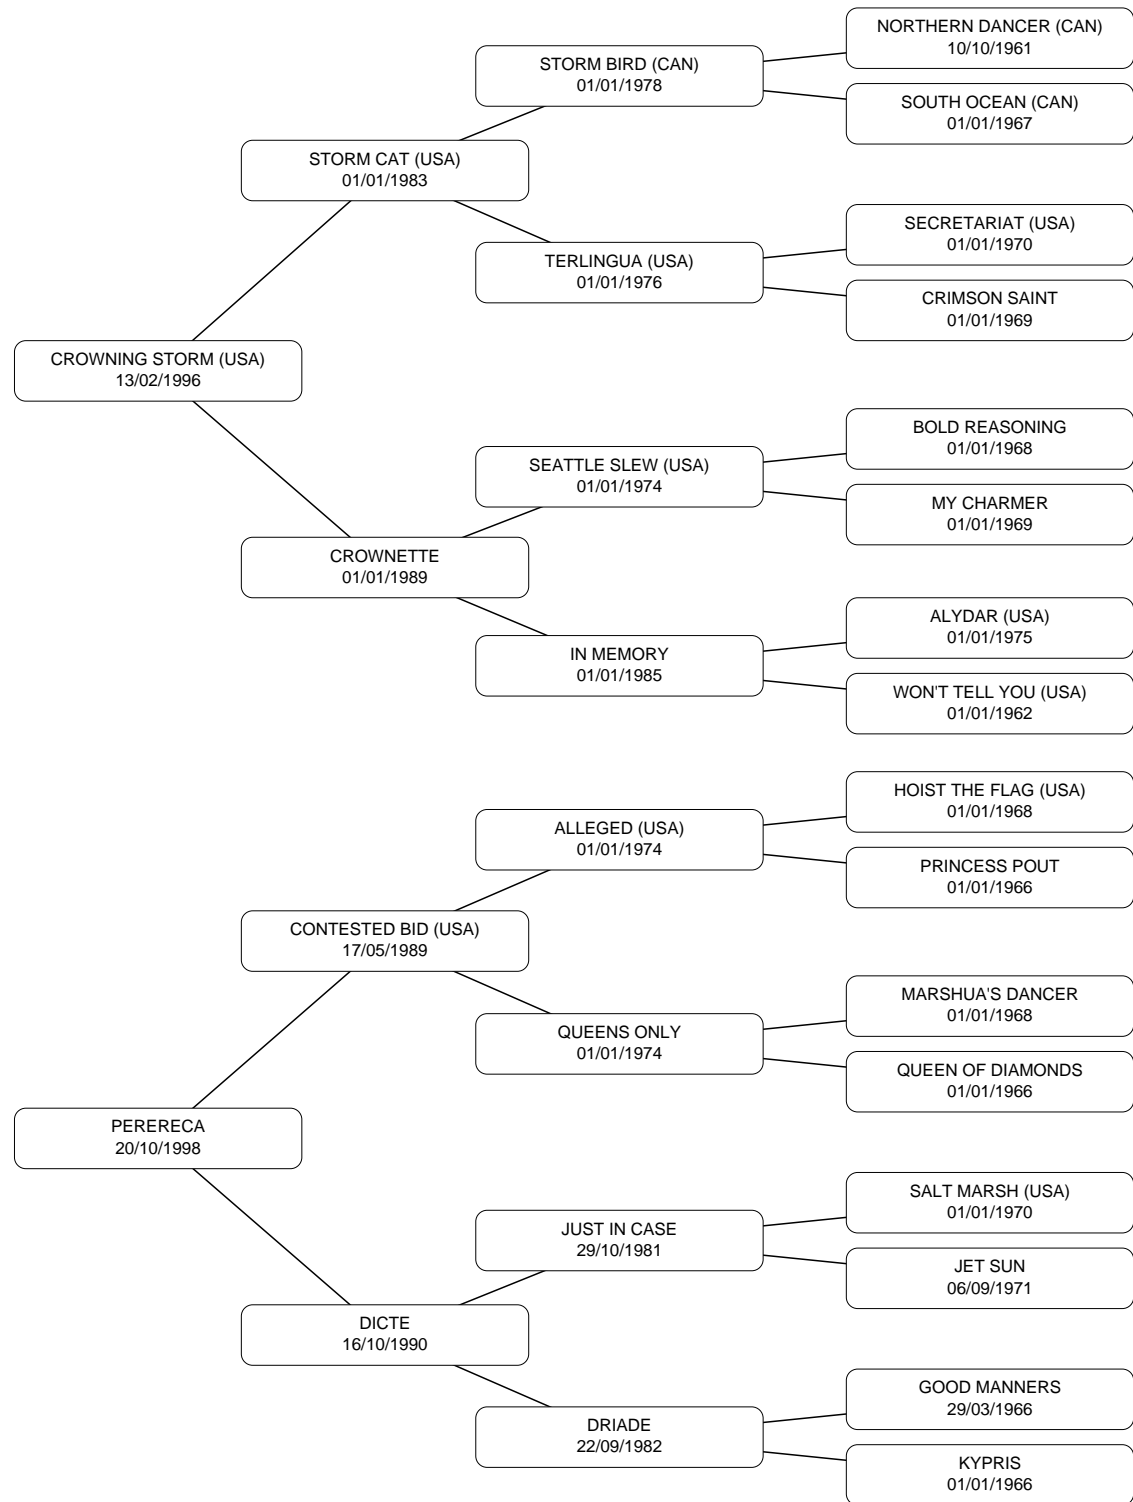 NORTHERN DANCER (CAN)
10/10/1961
STORM BIRD (CAN)
01/01/1978
SOUTH OCEAN (CAN)
01/01/1967
STORM CAT (USA)
01/01/1983
SECRETARIAT (USA)
01/01/1970
TERLINGUA (USA)
01/01/1976
CRIMSON SAINT
01/01/1969
CROWNING STORM (USA)
13/02/1996
BOLD REASONING
01/01/1968
SEATTLE SLEW (USA)
01/01/1974
MY CHARMER
01/01/1969
CROWNETTE
01/01/1989
ALYDAR (USA)
01/01/1975
IN MEMORY
01/01/1985
WON'T TELL YOU (USA)
01/01/1962
HOIST THE FLAG (USA)
01/01/1968
ALLEGED (USA)
01/01/1974
PRINCESS POUT
01/01/1966
CONTESTED BID (USA)
17/05/1989
MARSHUA'S DANCER
01/01/1968
QUEENS ONLY
01/01/1974
QUEEN OF DIAMONDS
01/01/1966
PERERECA
20/10/1998
SALT MARSH (USA)
01/01/1970
JUST IN CASE
29/10/1981
JET SUN
06/09/1971
DICTE
16/10/1990
GOOD MANNERS
29/03/1966
DRIADE
22/09/1982
KYPRIS
01/01/1966